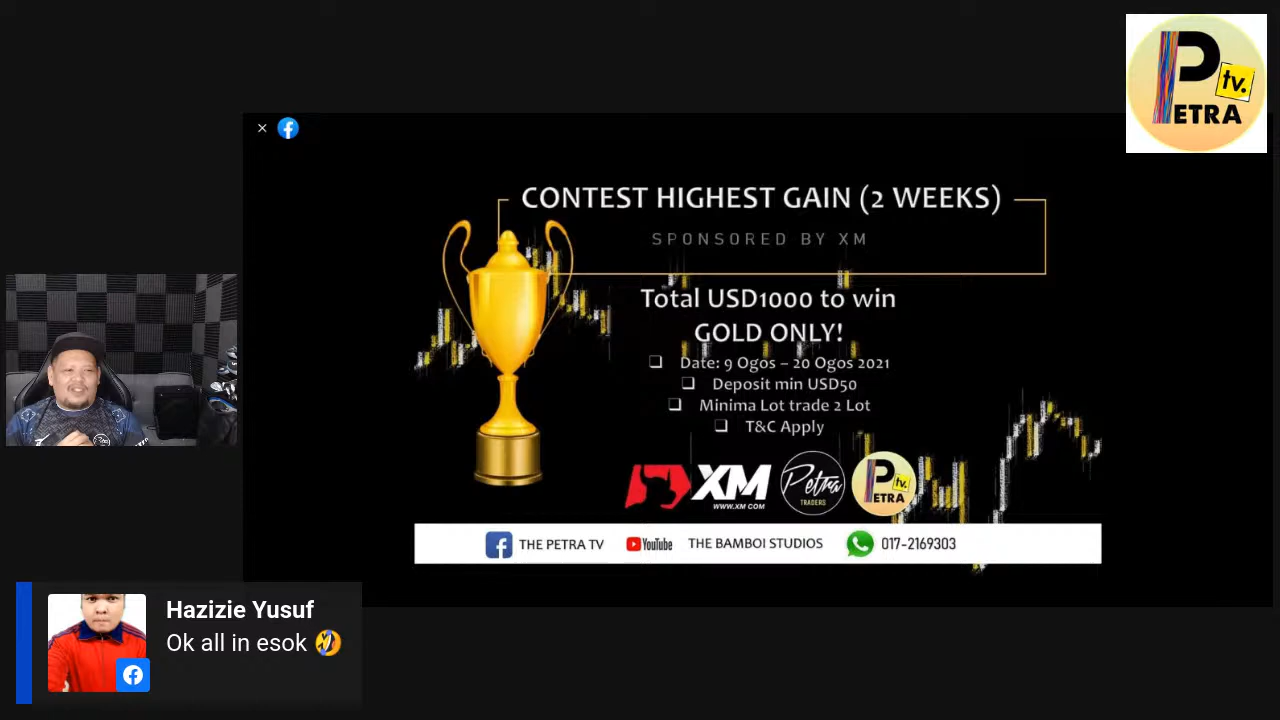 P tv.
ETRA
CONTEST HIGHEST GAIN (2 WEEKS)
SPONSORED BY XM
Total USD1000 to win
GOLD ONLY!
❑ Date: 9 Ogos – 20 Ogos 2021
❑ Deposit min USD50
❑ Minima Lot trade 2 Lot
❑ T&C Apply
XM
WWW.XM.COM
Petra
TRADERS
P tv.
ETRA
THE PETRA TV
YouTube
THE BAMBOI STUDIOS
017-2169303
Hazizie Yusuf
Ok all in esok 🤣